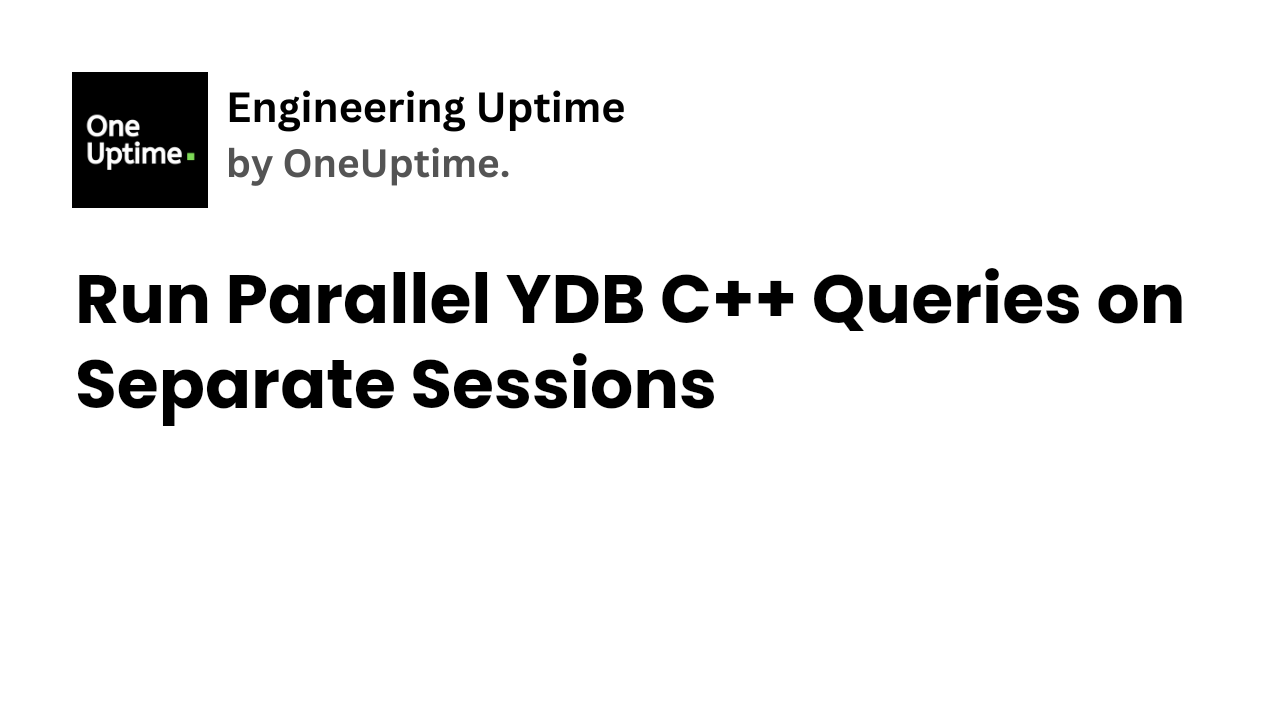 One
Uptime
Engineering Uptime
by OneUptime.
Run Parallel YDB C++ Queries on
Separate Sessions